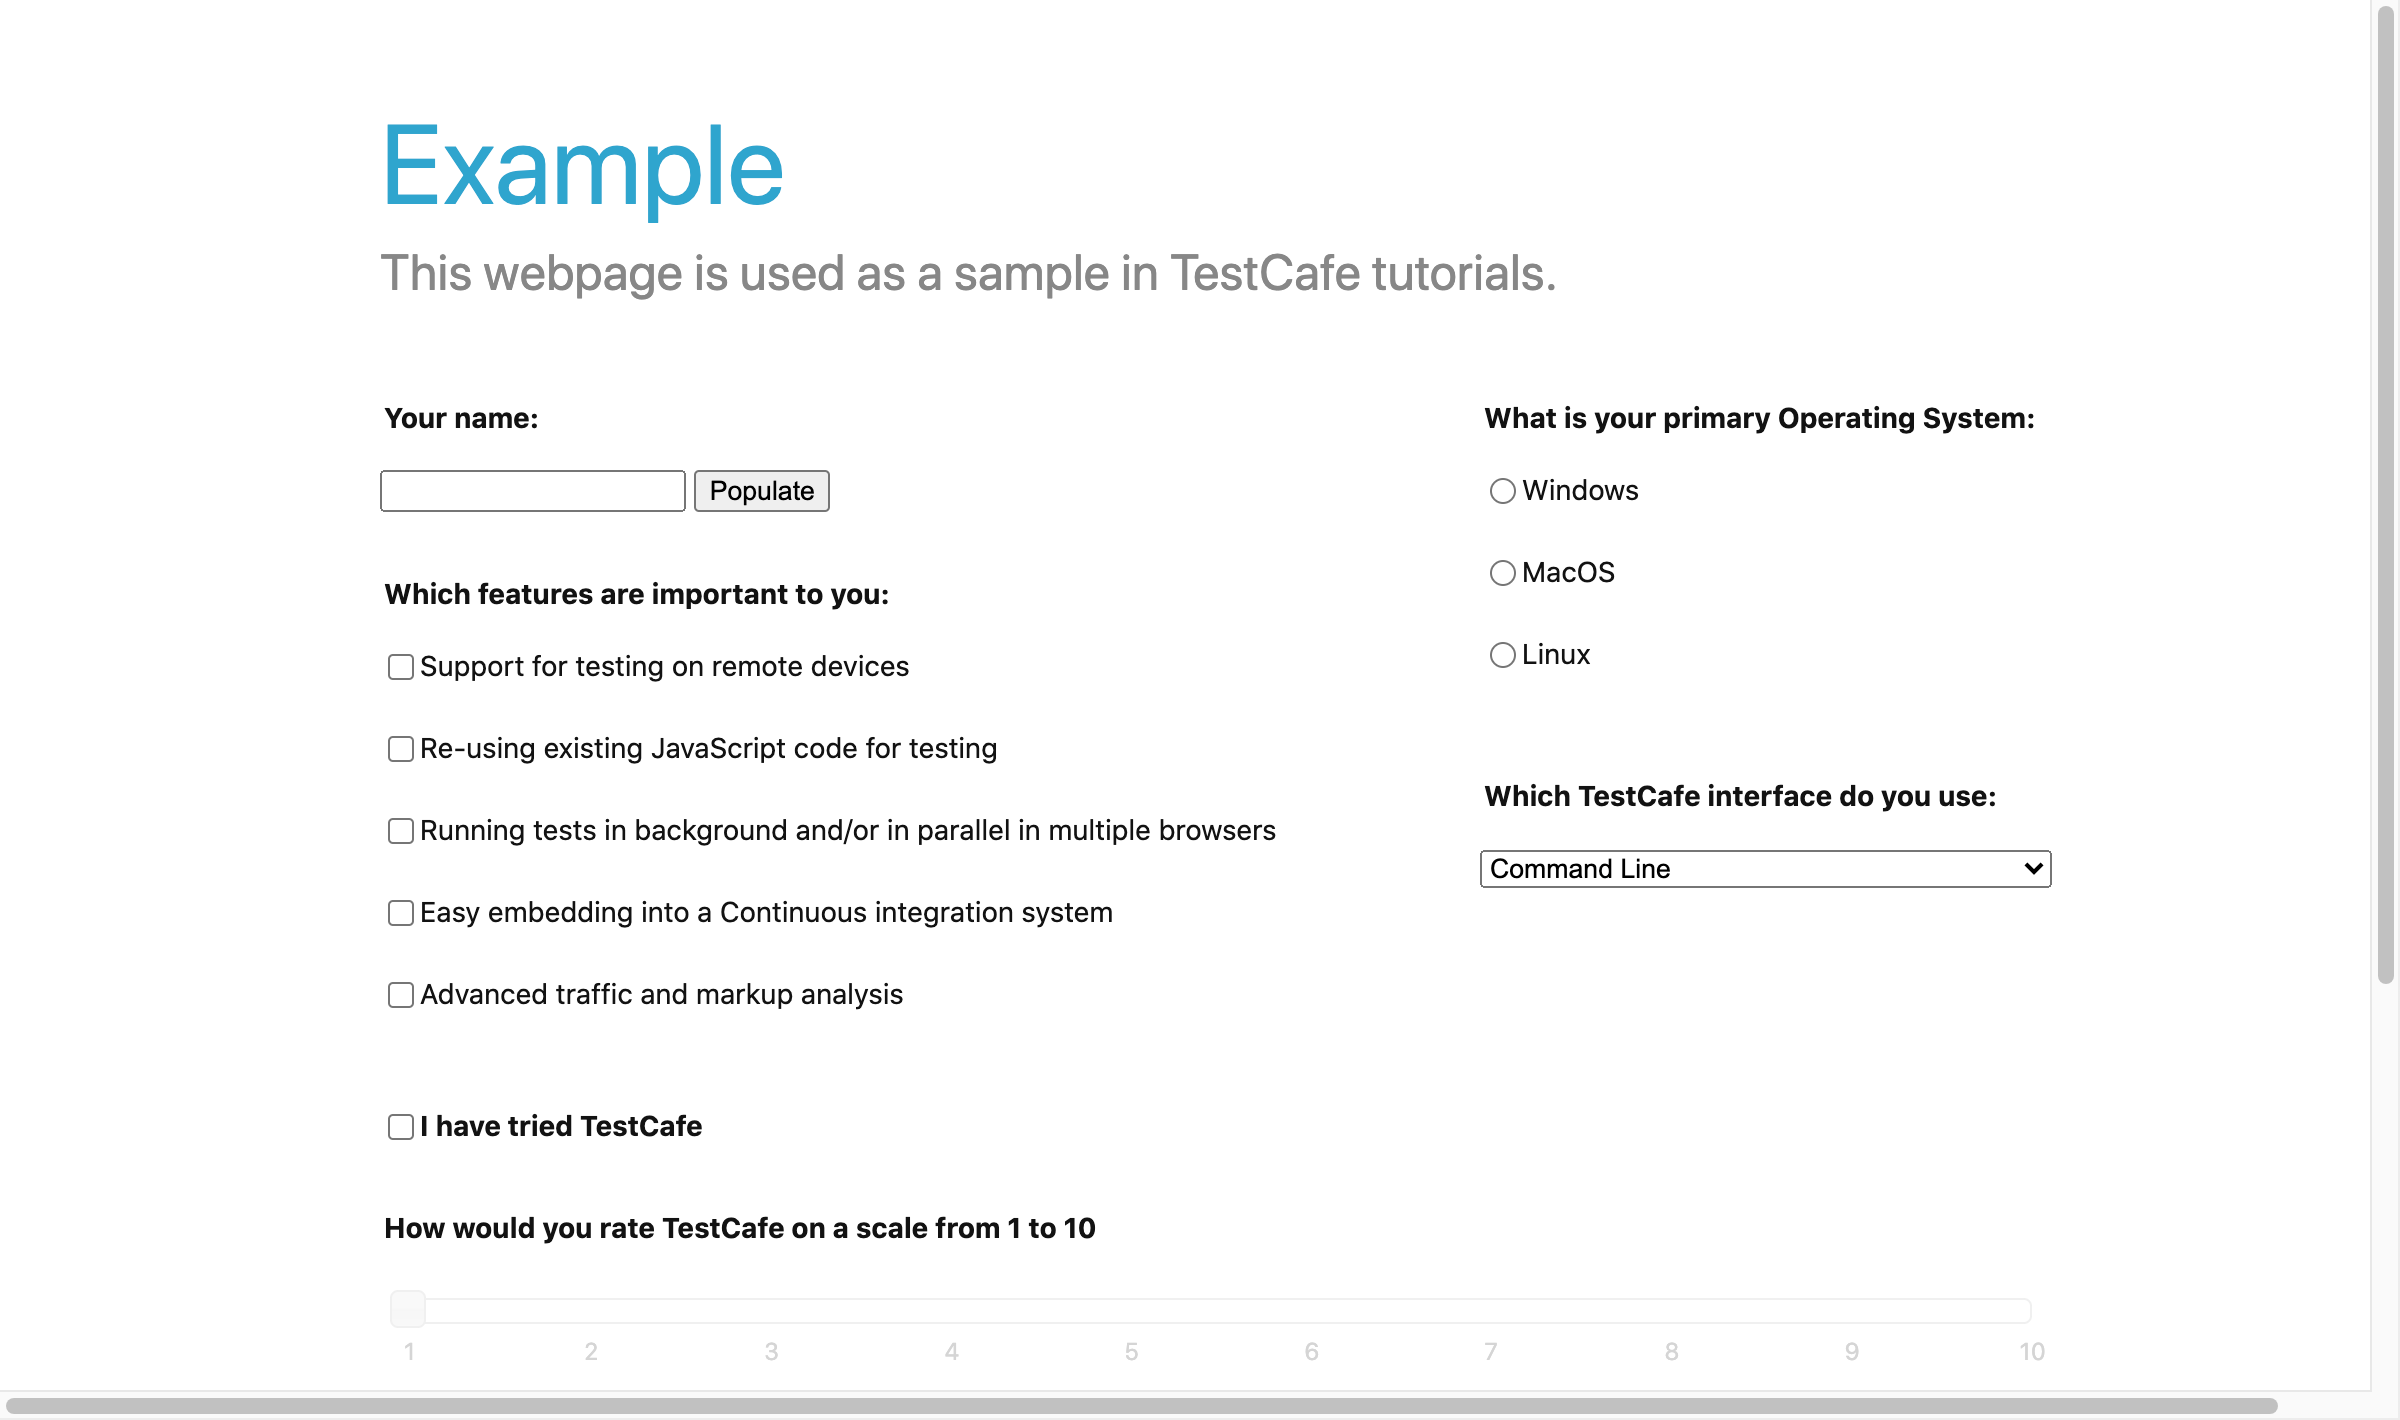 Example
This webpage is used as a sample in TestCafe tutorials.
Your name:
Populate
Which features are important to you:
Support for testing on remote devices
Re-using existing JavaScript code for testing
Running tests in background and/or in parallel in multiple browsers
Easy embedding into a Continuous integration system
Advanced traffic and markup analysis
What is your primary Operating System:
Windows
MacOS
Linux
Which TestCafe interface do you use:
Command Line
I have tried TestCafe
How would you rate TestCafe on a scale from 1 to 10
1 2 3 4 5 6 7 8 9 10